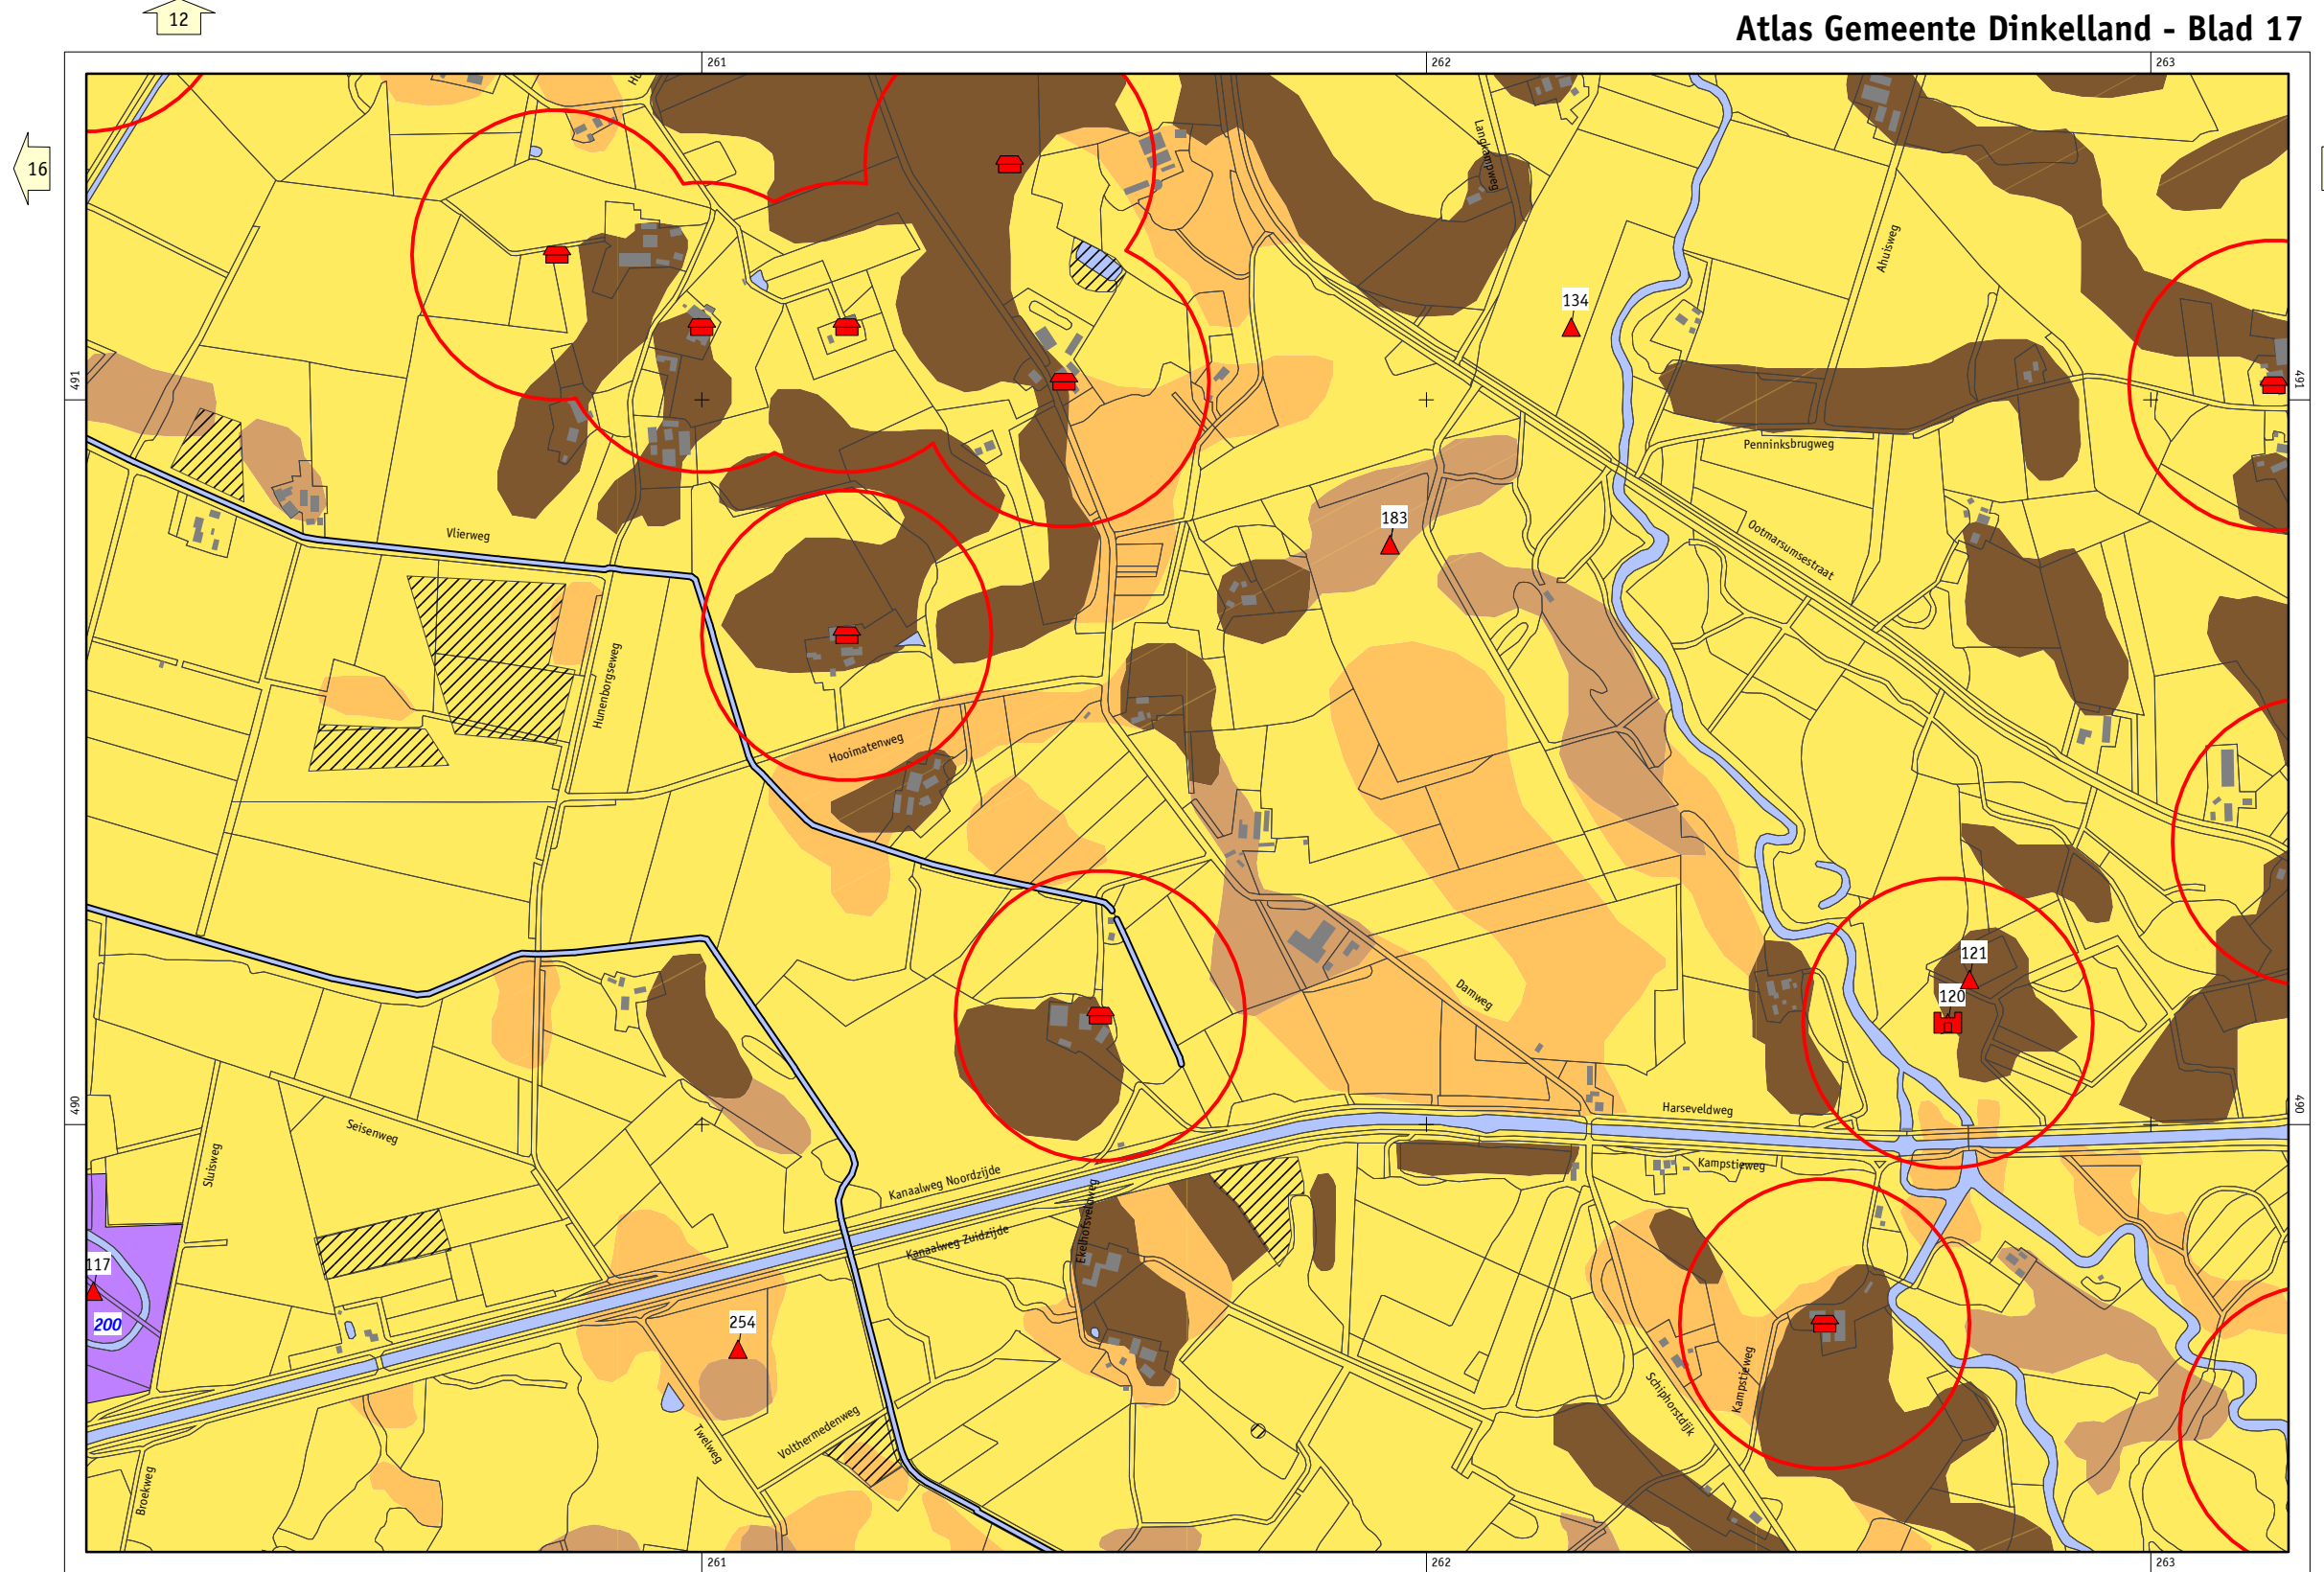 12
Atlas Gemeente Dinkelland - Blad 17
261
262
263
16
Langkampweg
Ahuisweg
134
491
491
Penninksbrugweg
183
Vlierweg
Ootmarsumsestraat
Hunenborgseweg
Hooimatenweg
121
Damweg
120
490
490
Harseveldweg
Seisenweg
Sluisweg
Kampstieweg
Kanaalweg Noordzijde
Ekelhofsveldweg
Kanaalweg Zuidzijde
117
200
254
Kampstieweg
Schiphorstdijk
Twelweg
Volthermedenweg
Broekweg
261
262
263